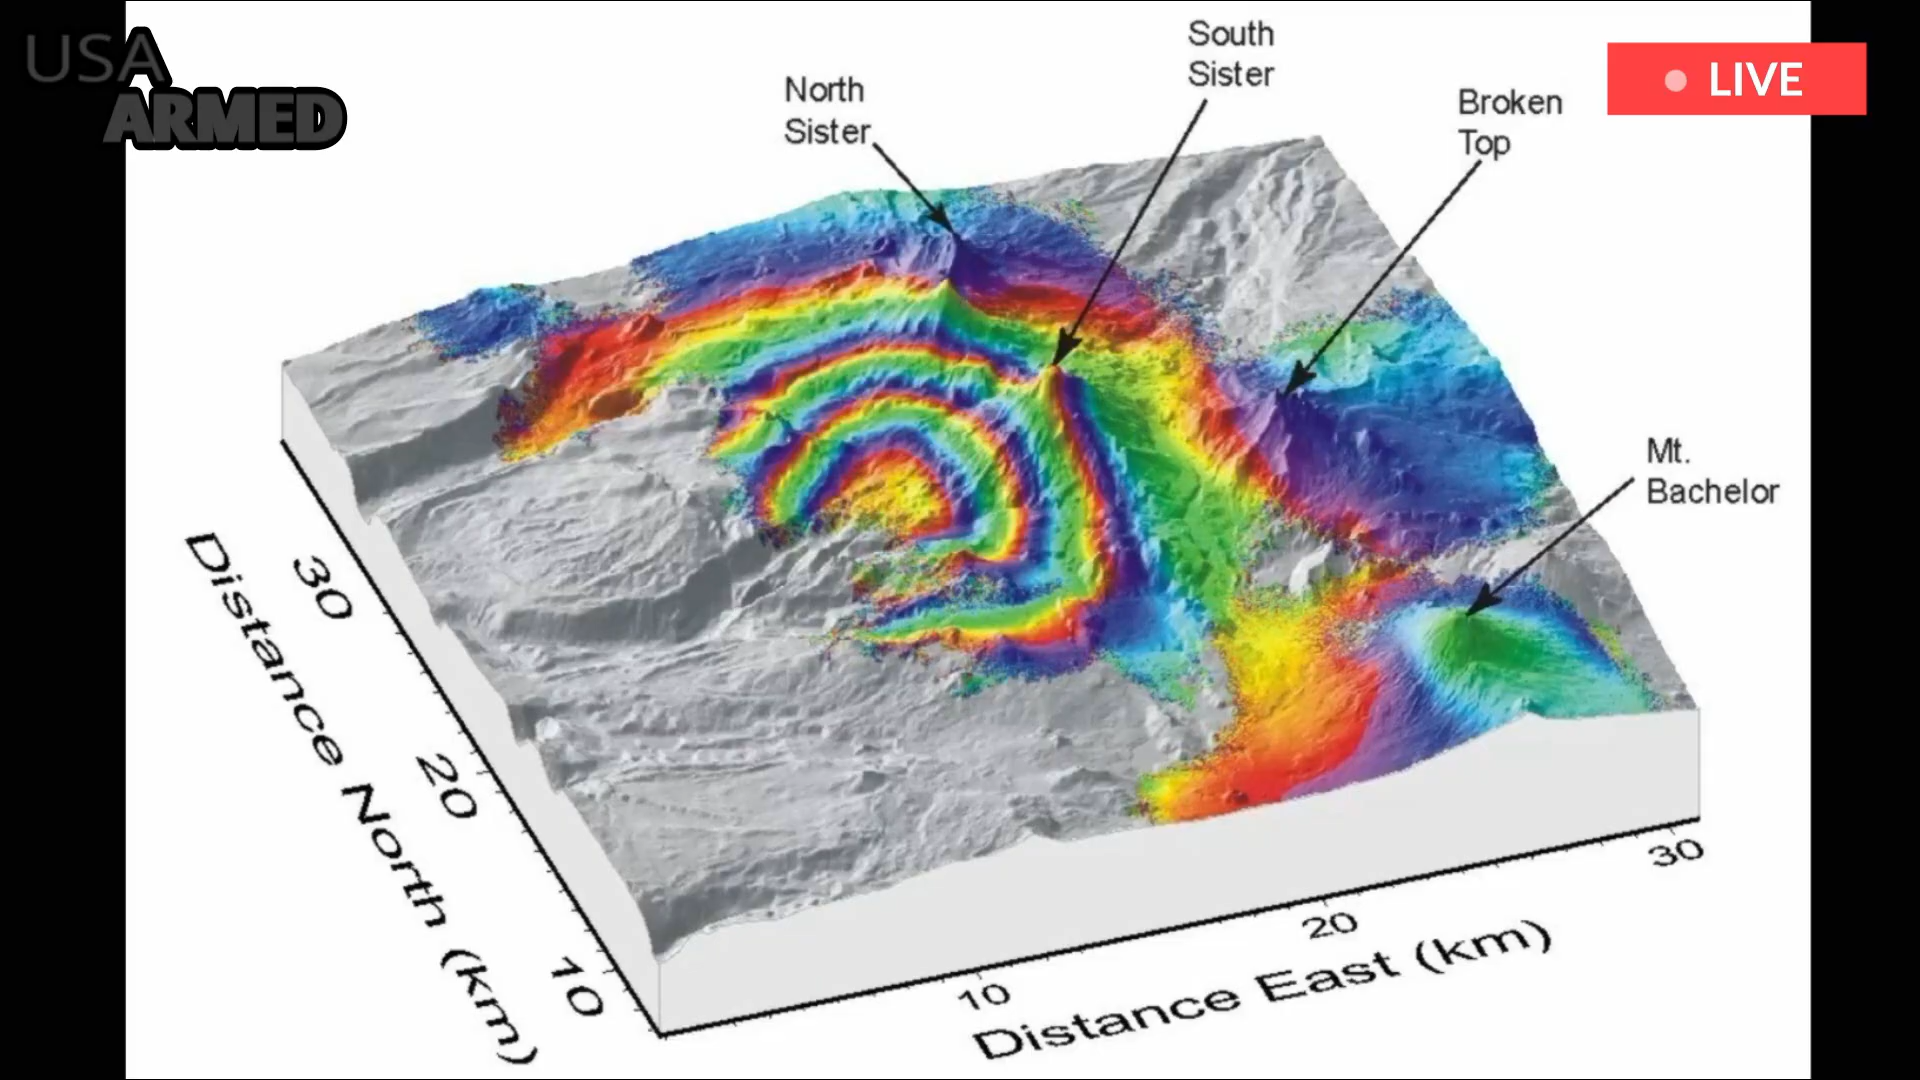 USA
ARMED
LIVE
North
Sister
South
Sister
Broken
Top
Mt.
Bachelor
Distance North (km)
30
20
10
10
20
30
Distance East (km)